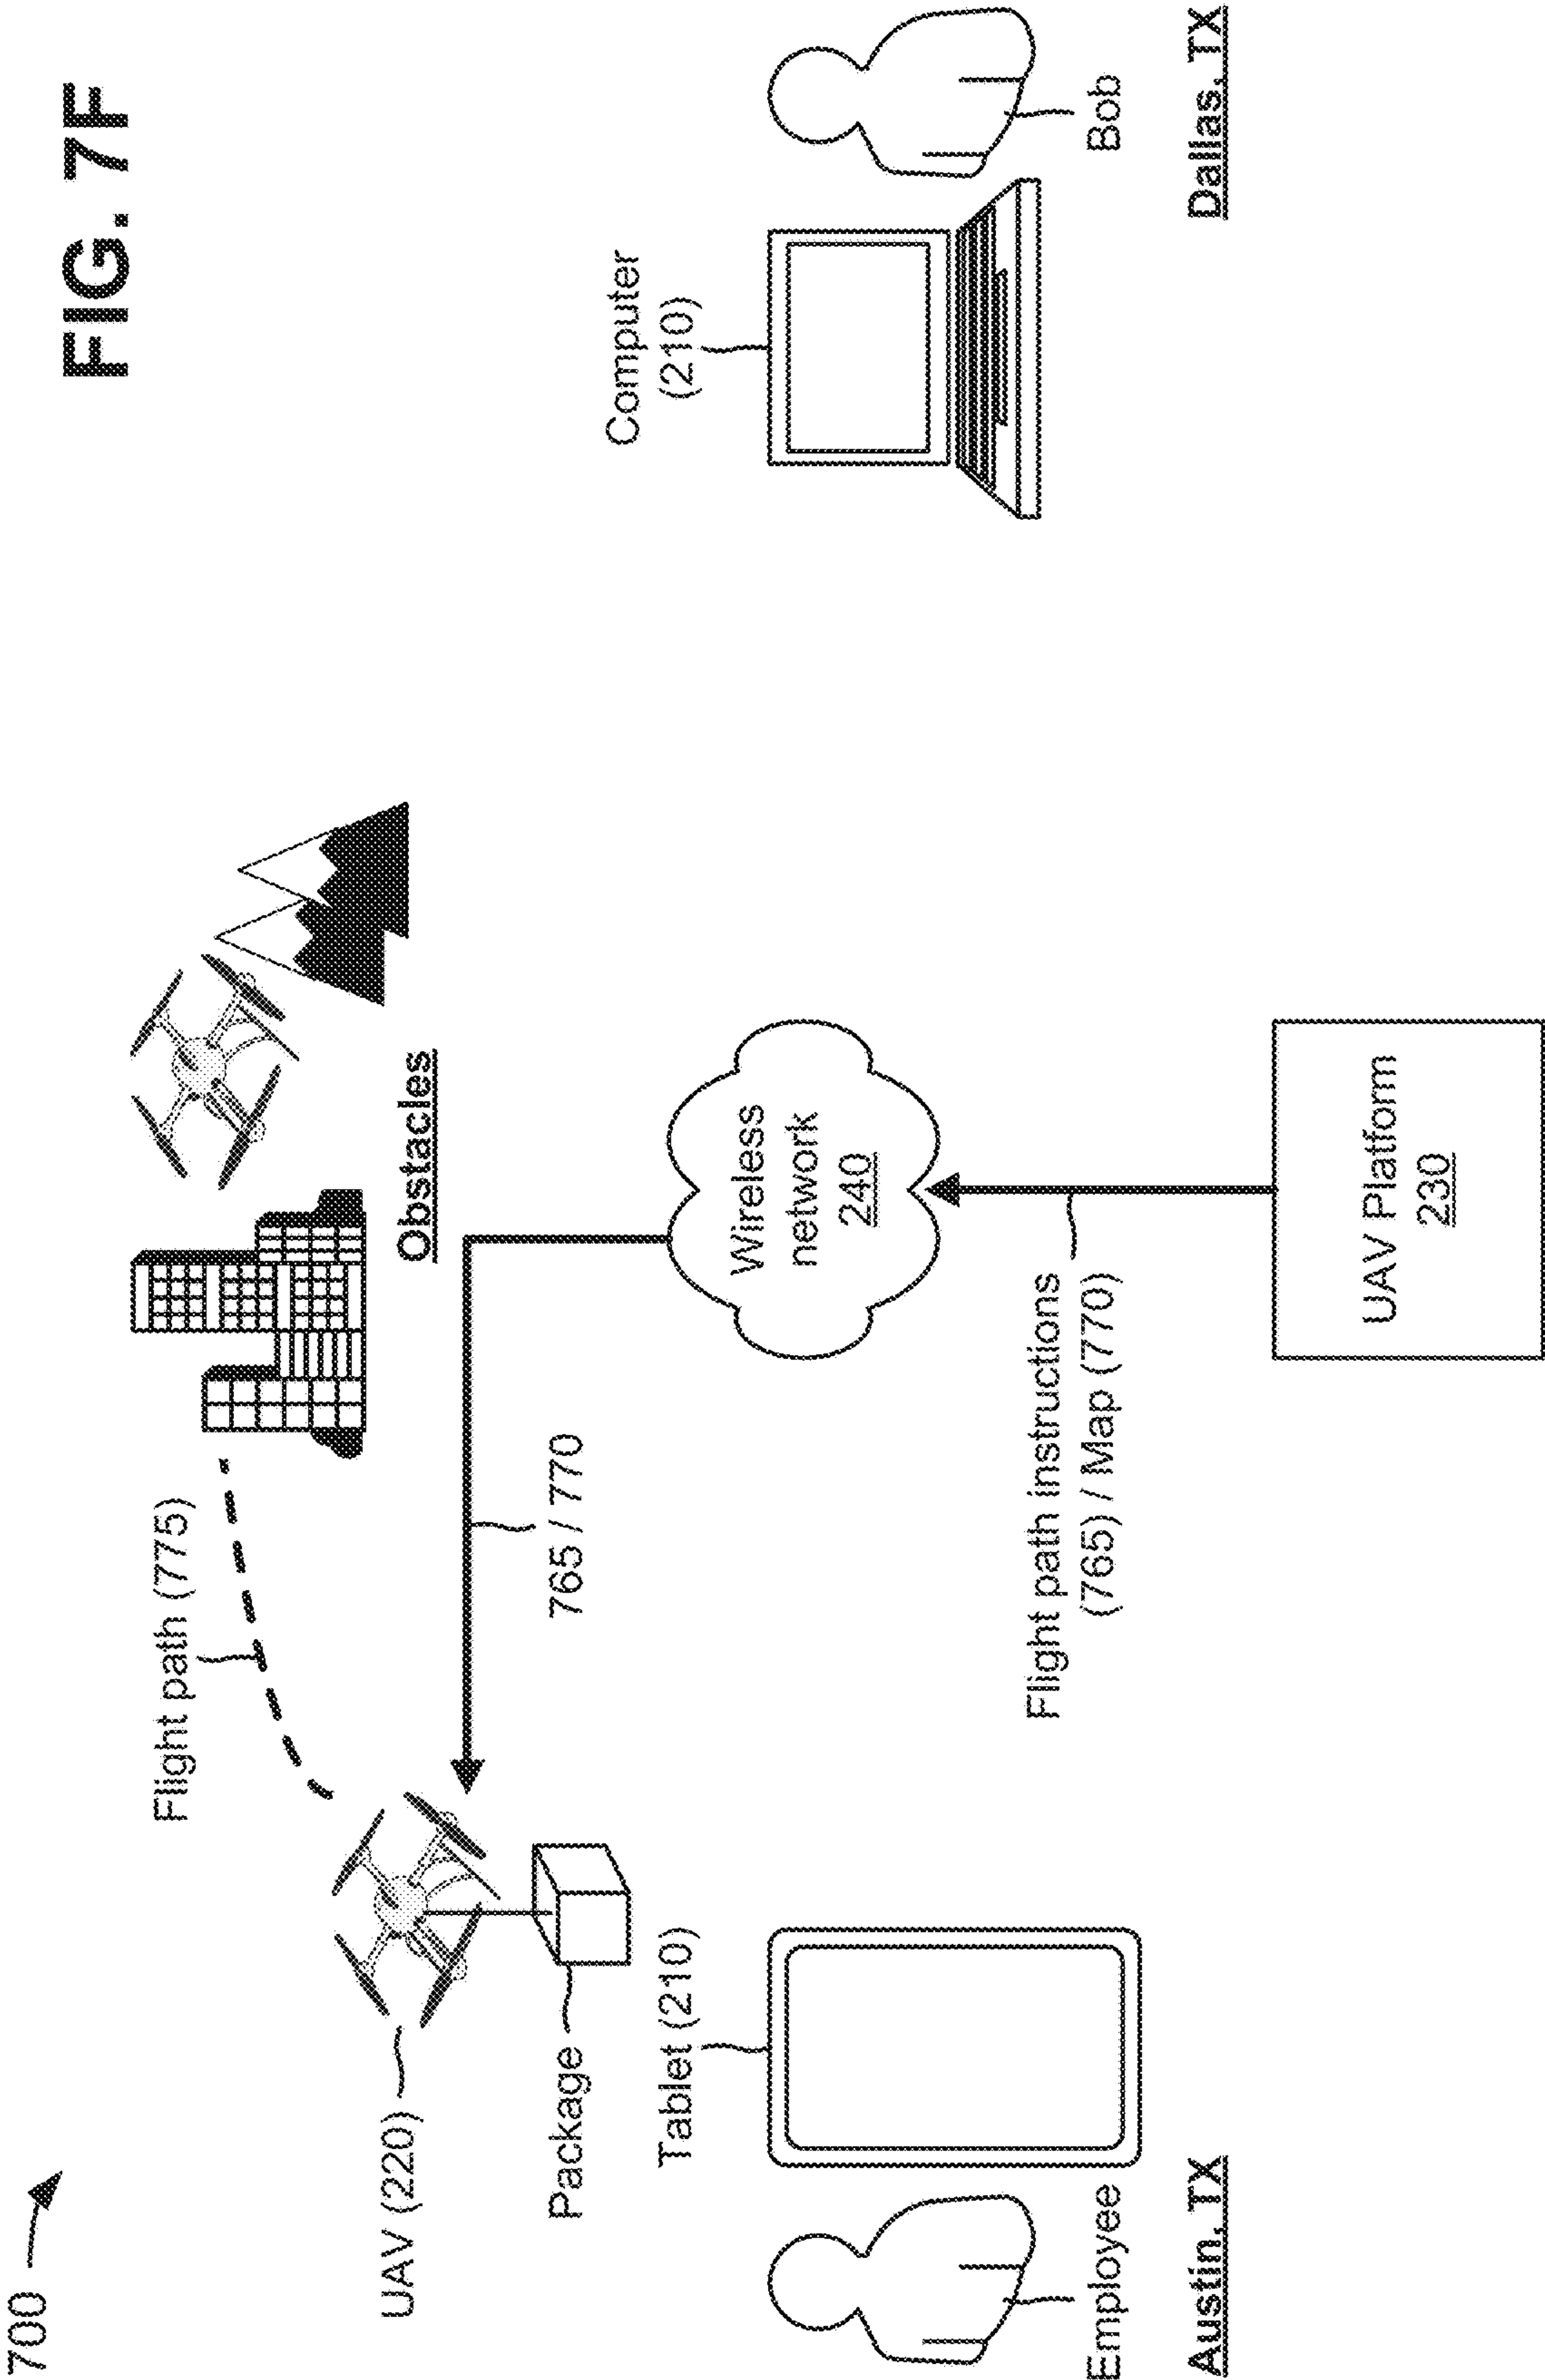 700
FIG. 7F
Flight path (775)
UAV (220)
Obstacles
Package
765 / 770
Tablet (210)
Computer
(210)
Wireless
network
240
Employee
Bob
Flight path instructions
(765) / Map (770)
Austin, TX
Dallas, TX
UAV Platform
230